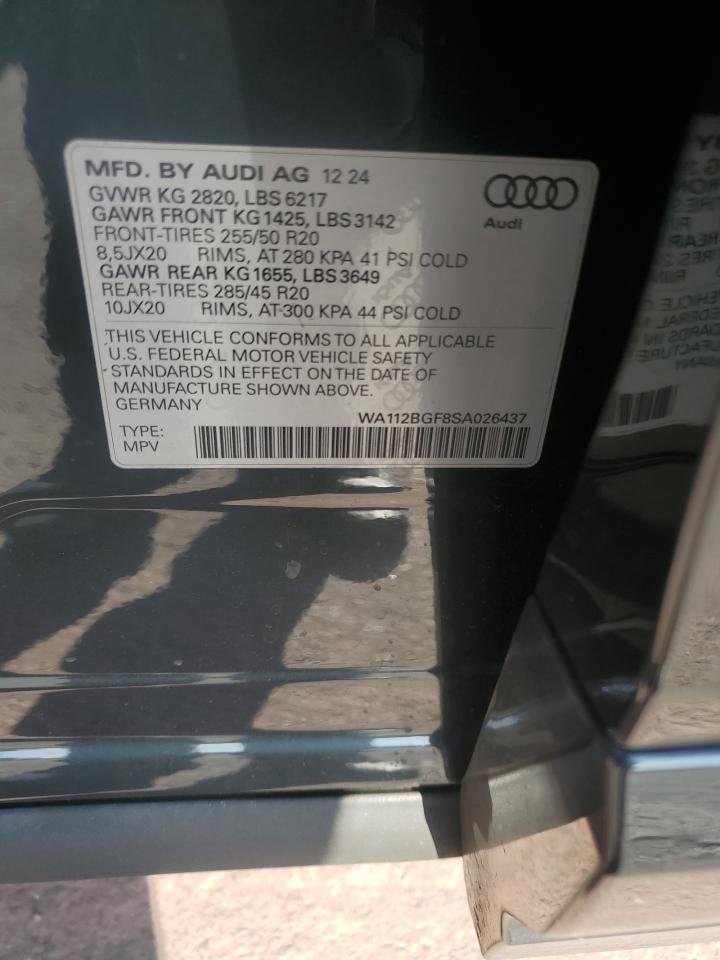 MFD. BY AUDI AG 12 24
GVWR KG 2820, LBS 6217
GAWR FRONT KG 1425, LBS 3142
FRONT-TIRES 255/50 R20
8,5JX20 RIMS, AT 280 KPA 41 PSI COLD
GAWR REAR KG 1655, LBS 3649
REAR-TIRES 285/45 R20
10JX20 RIMS, AT 300 KPA 44 PSI COLD
Audi
THIS VEHICLE CONFORMS TO ALL APPLICABLE
U.S. FEDERAL MOTOR VEHICLE SAFETY
STANDARDS IN EFFECT ON THE DATE OF
MANUFACTURE SHOWN ABOVE.
GERMANY
WA112BGF8SA026437
TYPE:
MPV